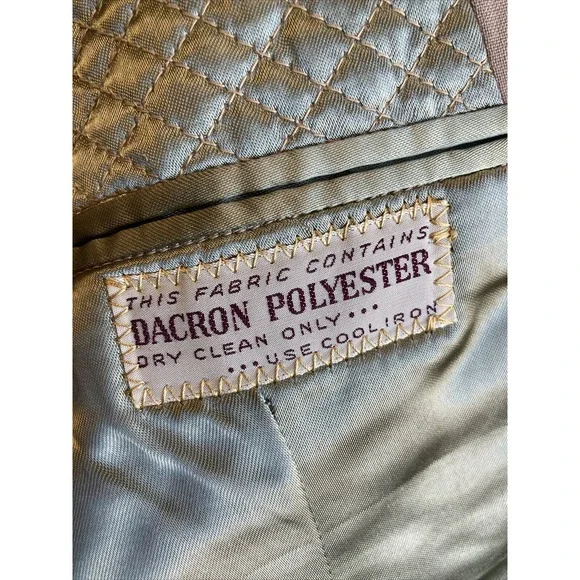 THIS FABRIC CONTAINS
DACRON POLYESTER
DRY CLEAN ONLY •••
••• USE COOL IRON